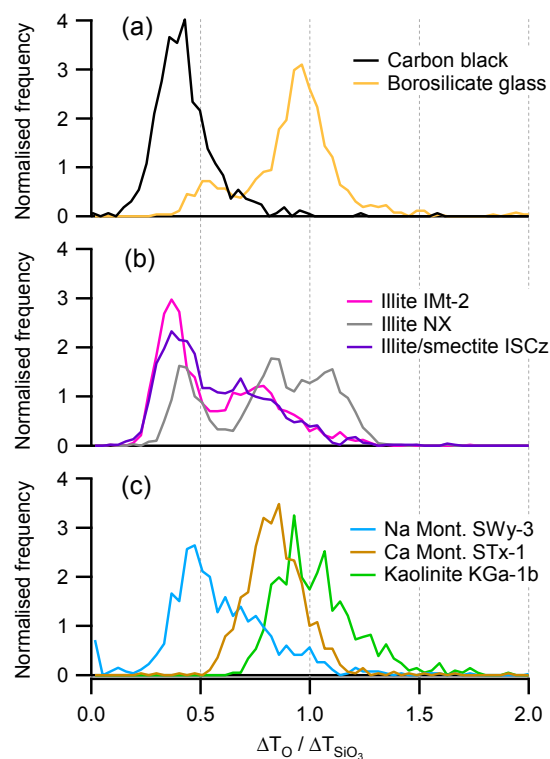 (a)
Normalised frequency
4
3
2
1
0
Carbon black
Borosilicate glass
(b)
Normalised frequency
4
3
2
1
0
Illite IMt-2
Illite NX
Illite/smectite ISCz
(c)
Normalised frequency
4
3
2
1
0
Na Mont. SWy-3
Ca Mont. STx-1
Kaolinite KGa-1b
0.0 0.5 1.0 1.5 2.0
ΔT_O / ΔT_SiO₃